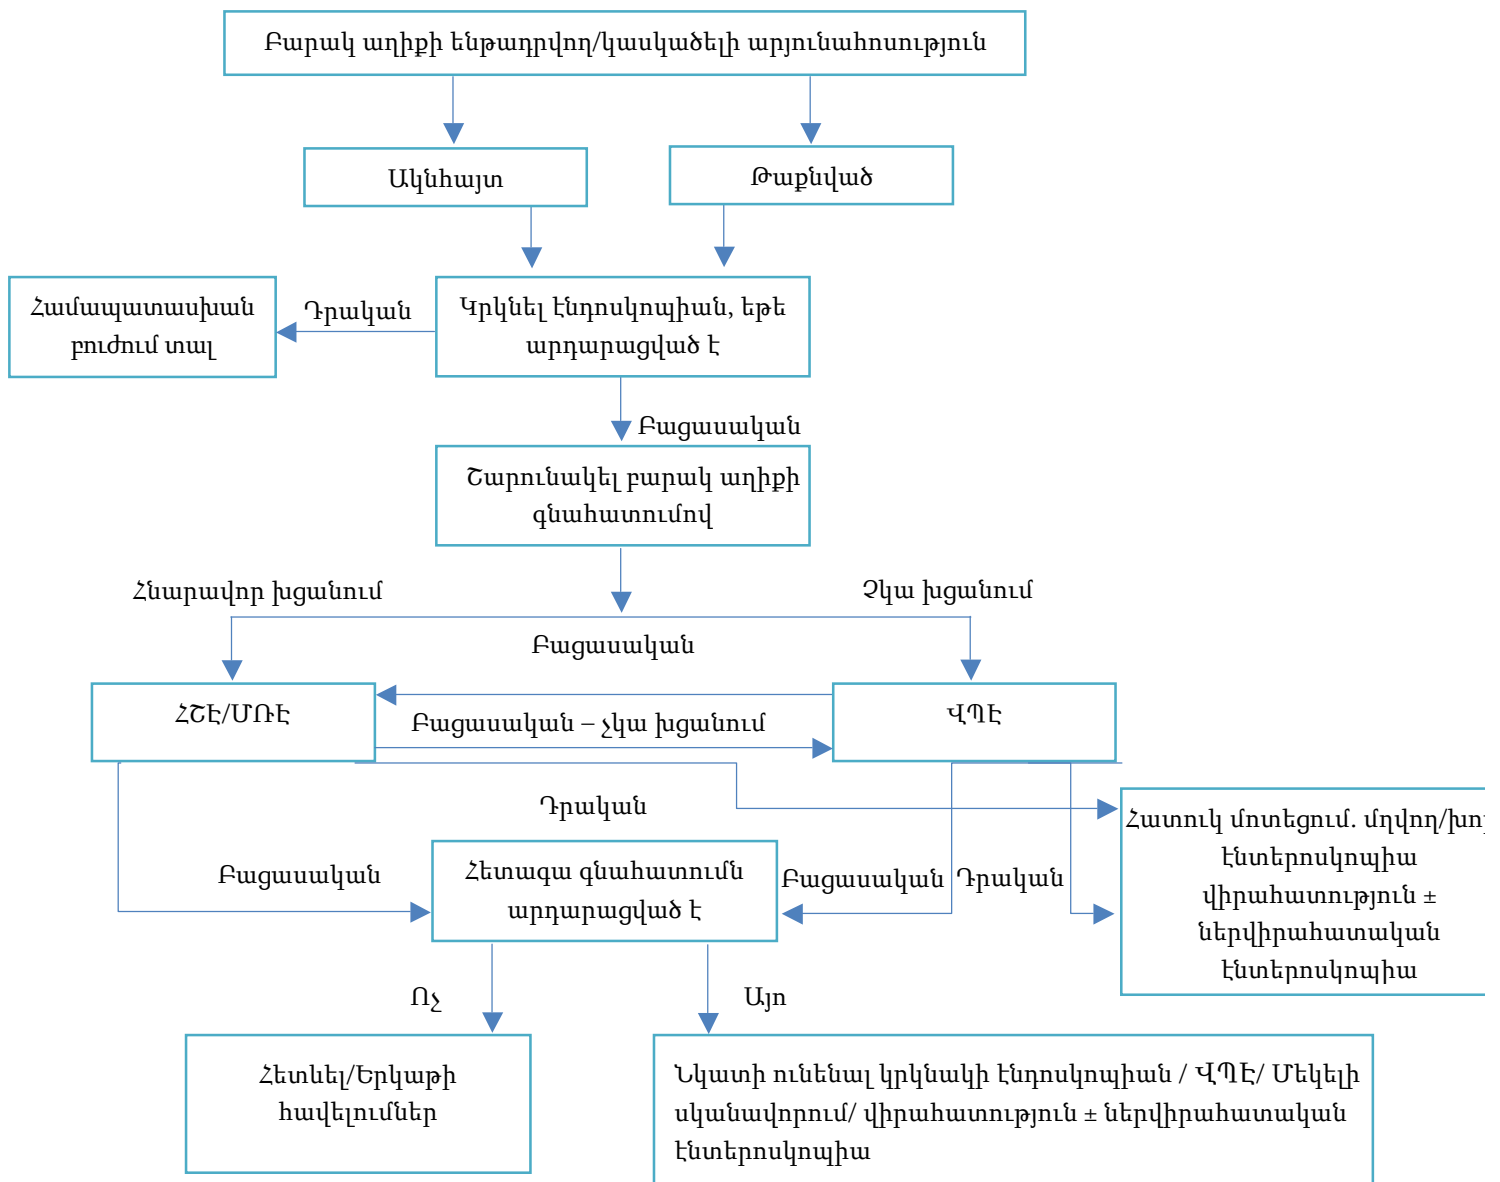 Բարակ աղիքի ենթադրվող/կասկածելի արյունահոսություն
Ակնհայտ
Թաքնված
Համապատասխան
բուժում տալ
Դրական
Կրկնել էնդոսկոպիան, եթե
արդարացված է
Բացասական
Շարունակել բարակ աղիքի
գնահատումով
Հնարավոր խցանում
Չկա խցանում
Բացասական
ՀՇԷ/ՄՌԷ
Բացասական – չկա խցանում
ՎՊԷ
Դրական
Հատուկ մոտեցում. մղվող/
էնտերոսկոպիա
վիրահատություն ±
ներվիրահատական
էնտերոսկոպիա
Բացասական
Հետագա գնահատումն
արդարացված է
Բացասական
Դրական
Ոչ
Այո
Հետևել/Երկաթի
հավելումներ
Նկատի ունենալ կրկնակի էնդոսկոպիան / ՎՊԷ/ Մեկելի
սկանավորում/ վիրահատություն ± ներվիրահատական
էնտերոսկոպիա